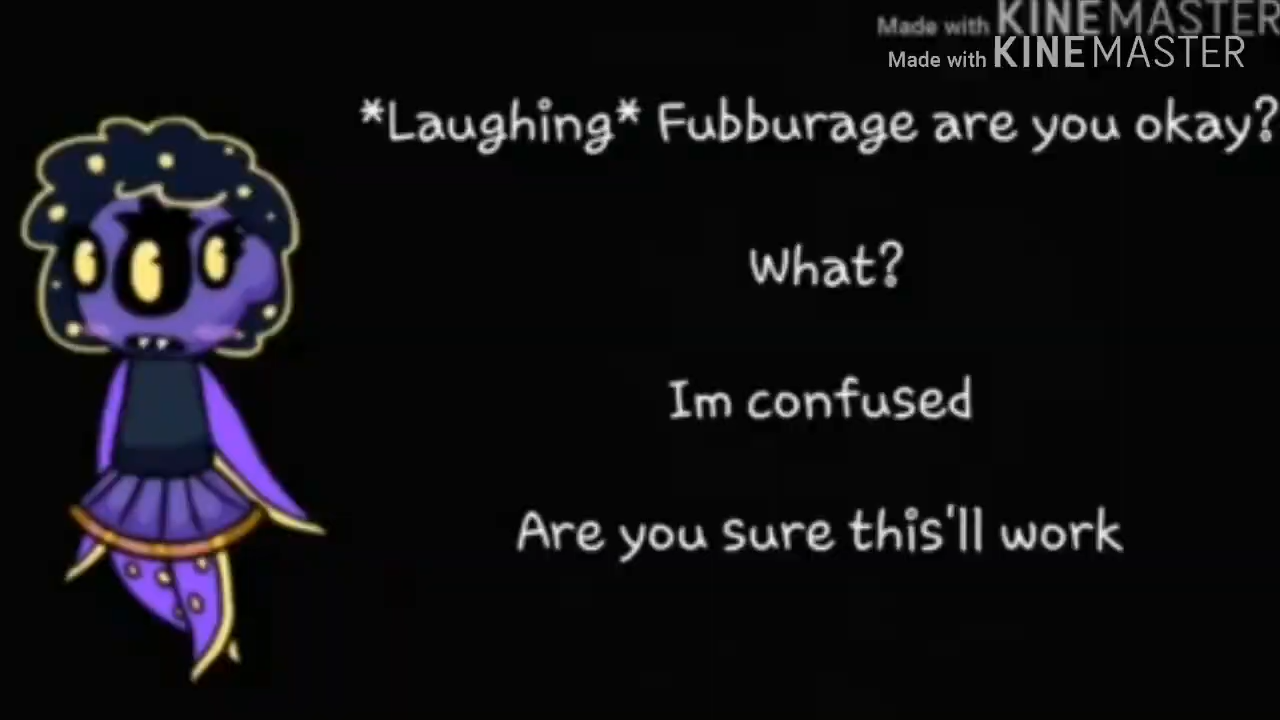 Made with KINEMASTER
Made with KINEMASTER
*Laughing* Fubburage are you okay?
What?
Im confused
Are you sure this'll work